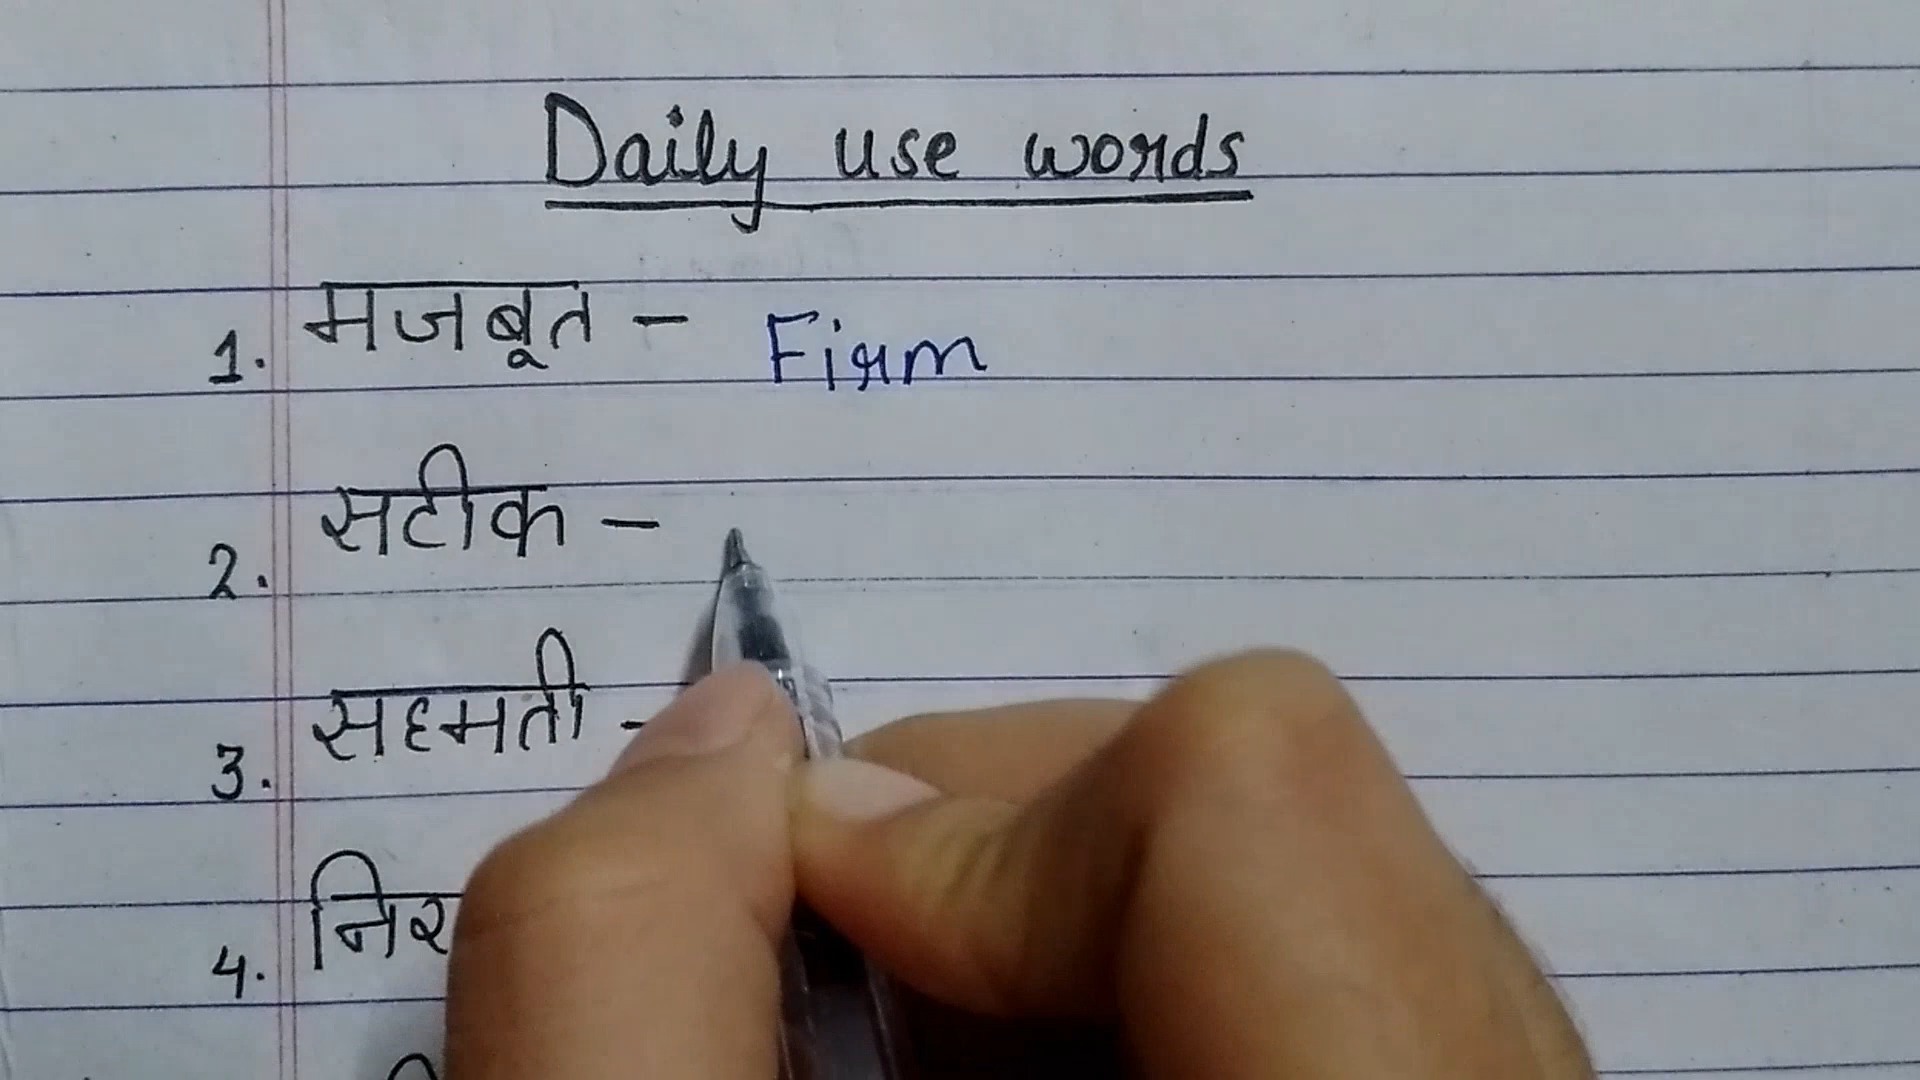 Daily use words
1. मजबूत - Firm
2. सटीक -
3. सहमती -
4.